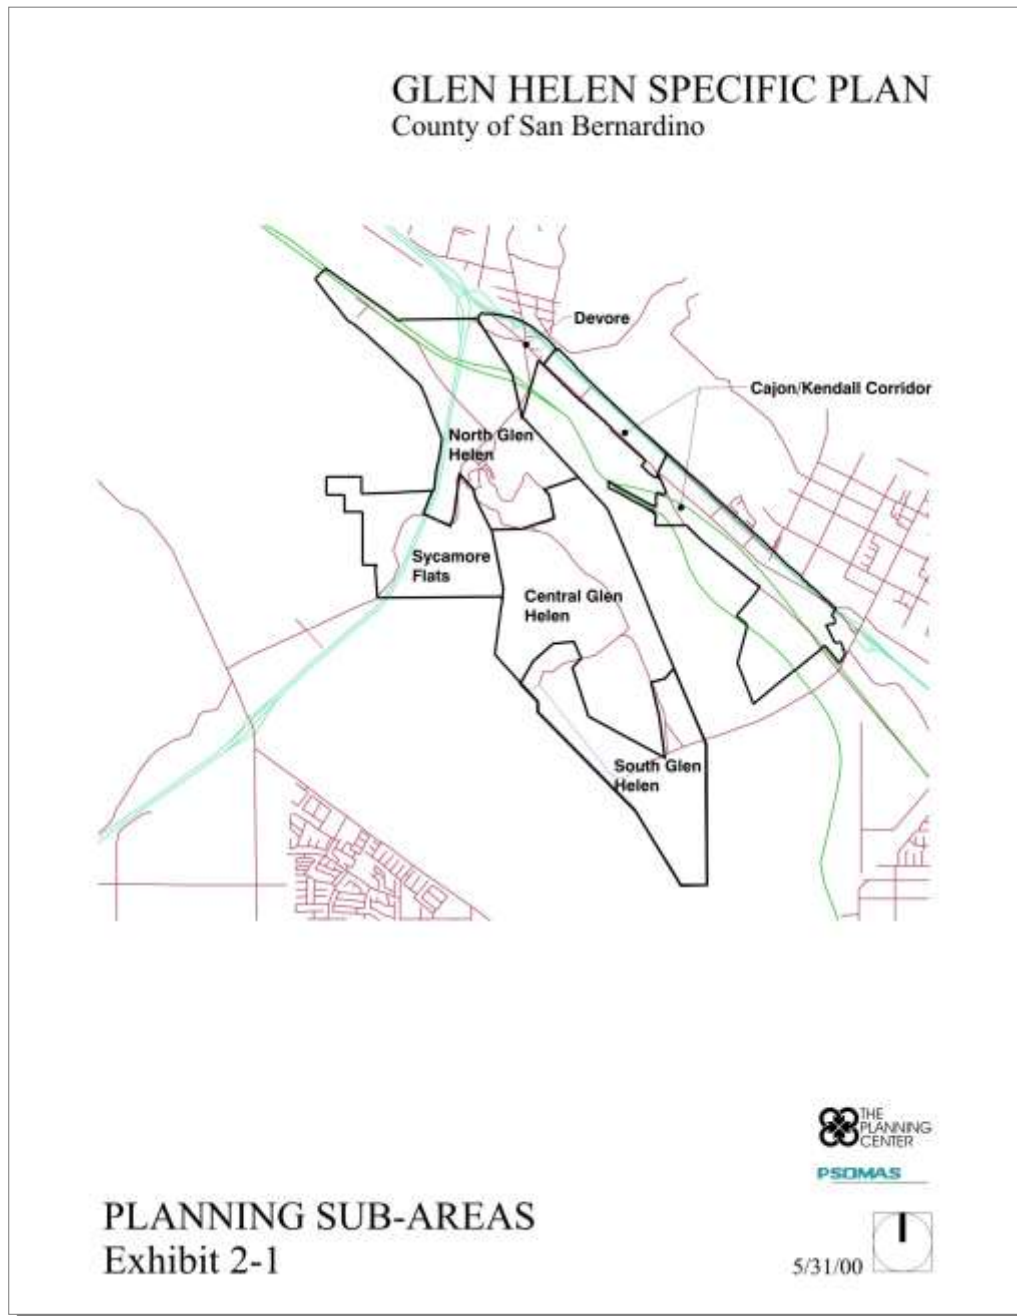 GLEN HELEN SPECIFIC PLAN
County of San Bernardino
Devore
Cajon/Kendall Corridor
North Glen
Helen
Sycamore
Flats
Central Glen
Helen
South Glen
Helen
THE
PLANNING
CENTER
PSOMAS
PLANNING SUB-AREAS
Exhibit 2-1
5/31/00